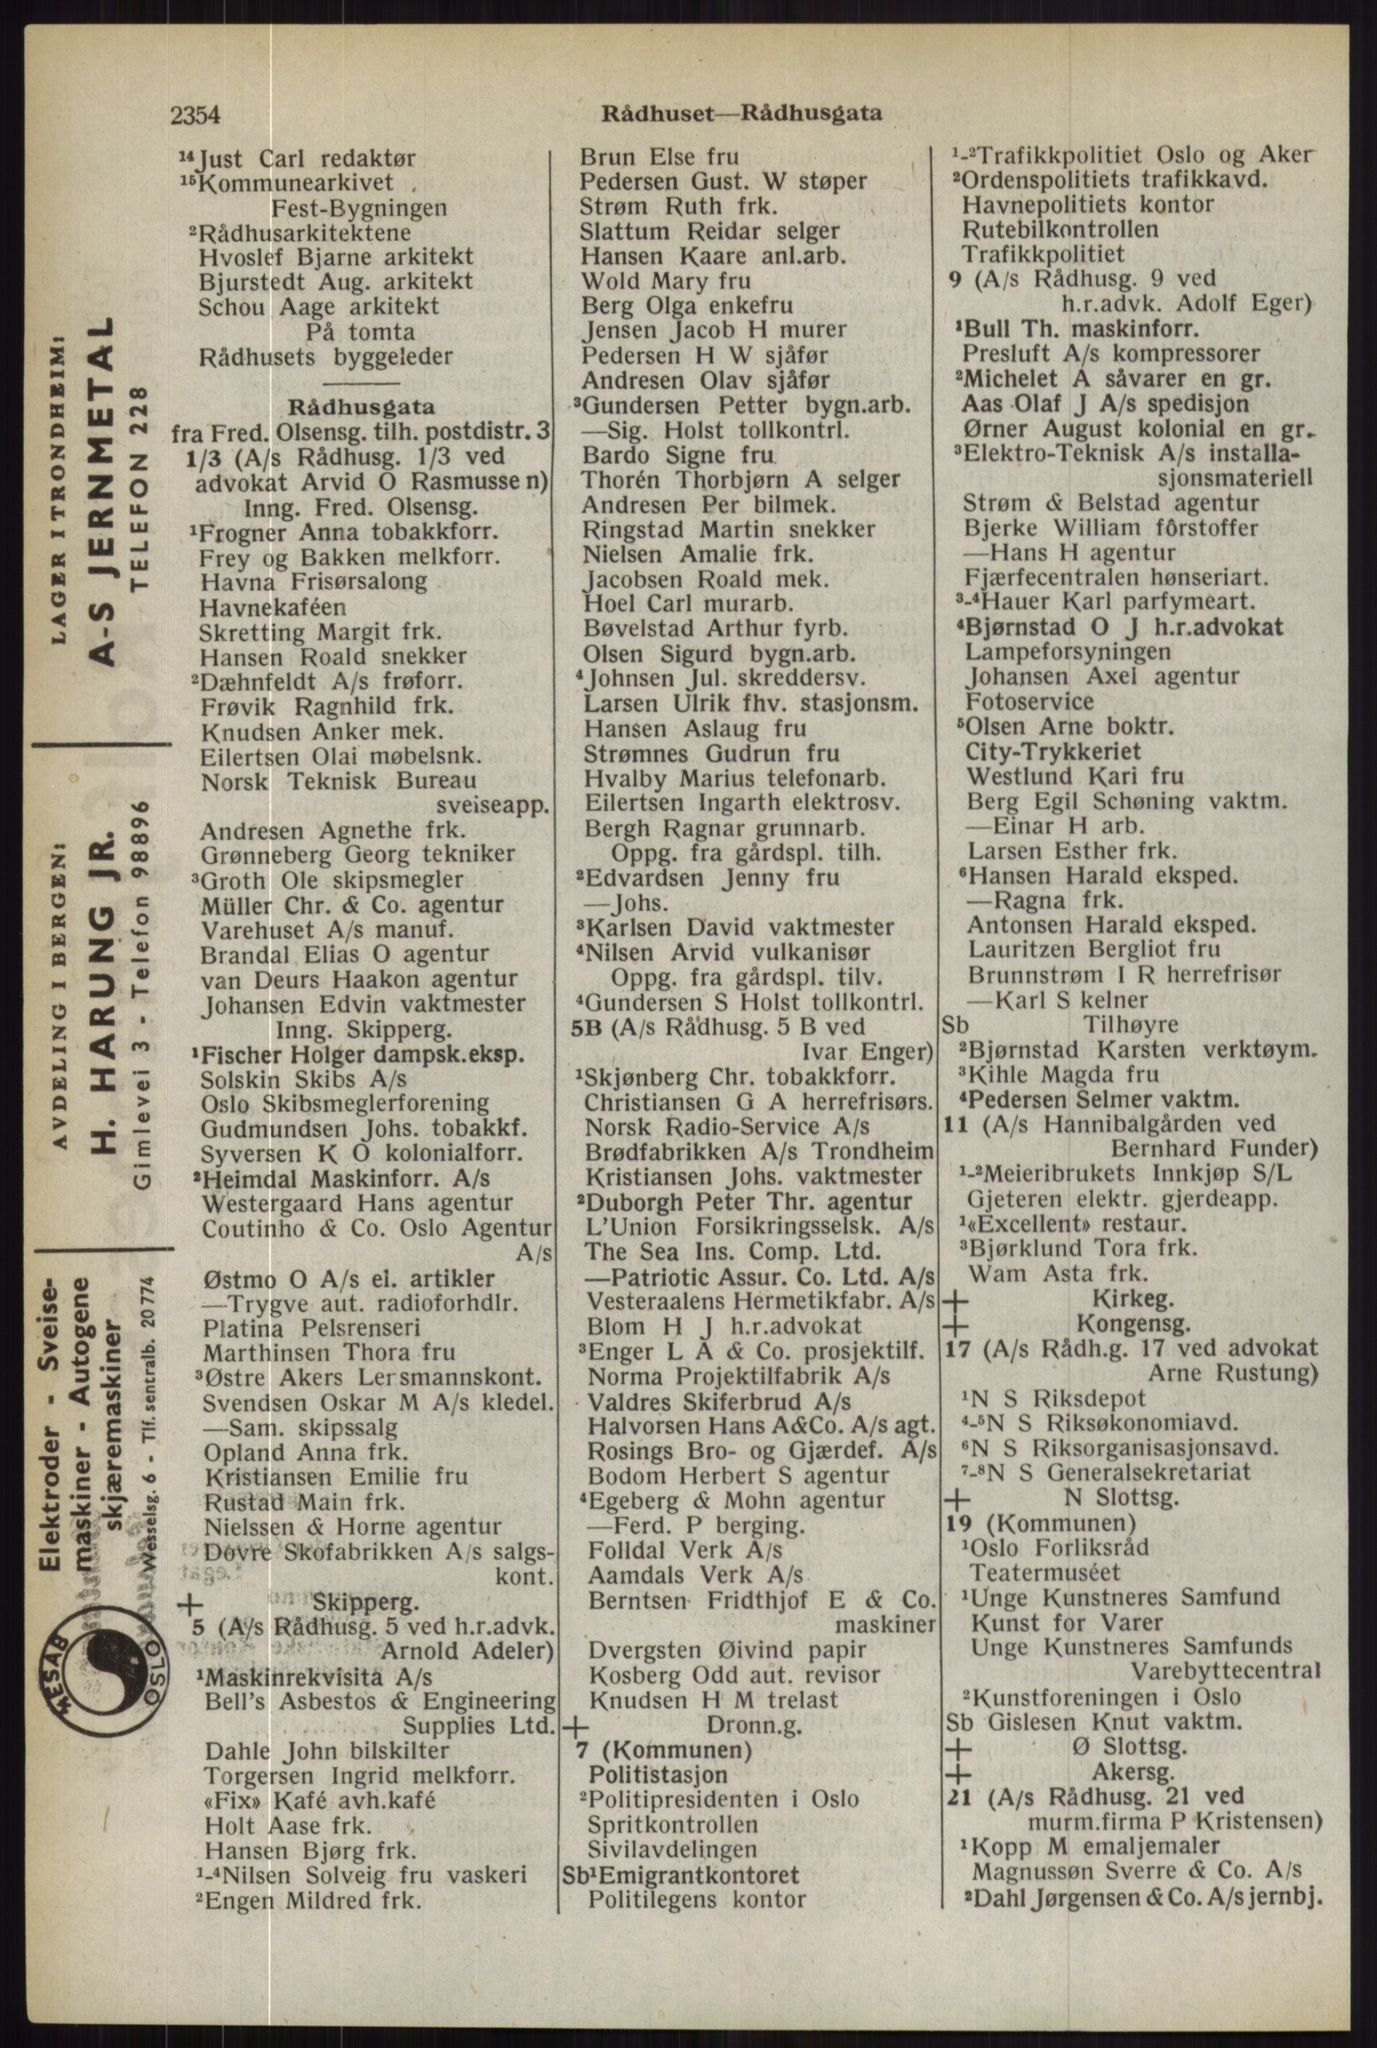 2354
Rådhuset—Rådhusgata
¹⁴Just Carl redaktør
¹⁵Kommunearkivet
Fest-Bygningen
²Rådhusarkitektene
Hvoslef Bjarne arkitekt
Bjurstedt Aug. arkitekt
Schou Aage arkitekt
På tomta
Rådhusets byggeleder
Rådhusgata
fra Fred. Olsensg. tilh. postdistr. 3
1/3 (A/s Rådhusg. 1/3 ved
advokat Arvid O Rasmussen)
Inng. Fred. Olsensg.
¹Frogner Anna tobakkforr.
Frey og Bakken melkforr.
Havna Frisørsalong
Havnekaféen
Skretting Margit frk.
Hansen Roald snekker
²Dæhnfeldt A/s frøforr.
Frøvik Ragnhild frk.
Knudsen Anker mek.
Eilertsen Olai møbelsnk.
Norsk Teknisk Bureau
sveiseapp.
Andresen Agnethe frk.
Grønneberg Georg tekniker
³Groth Ole skipsmegler
Müller Chr. & Co. agentur
Varehuset A/s manuf.
Brandal Elias O agentur
van Deurs Haakon agentur
Johansen Edvin vaktmester
Inng. Skipperg.
¹Fischer Holger dampsk.eksp.
Solskin Skibs A/s
Oslo Skibsmeglerforening
Gudmundsen Johs. tobakkf.
Syversen K O kolonialforr.
²Heimdal Maskinforr. A/s
Westergaard Hans agentur
Coutinho & Co. Oslo Agentur
A/s
Østmo O A/s el. artikler
—Trygve aut. radioforhdlr.
Platina Pelsrenseri
Marthinsen Thora fru
³Østre Akers Lensmannskont.
Svendsen Oskar M A/s kledel.
—Sam. skipssalg
Opland Anna frk.
Kristiansen Emilie fru
Rustad Main frk.
Nielssen & Horne agentur
Dovre Skofabrikken A/s salgs-
kont.
+ Skipperg.
5 (A/s Rådhusg. 5 ved h.r.advk.
Arnold Adeler)
¹Maskinrekvisita A/s
Bell's Asbestos & Engineering
Supplies Ltd.
Dahle John bilskilter
Torgersen Ingrid melkforr.
«Fix» Kafé avh.kafé
Holt Aase frk.
Hansen Bjørg frk.
¹-⁴Nilsen Solveig fru vaskeri
²Engen Mildred frk.
Brun Else fru
Pedersen Gust. W støper
Strøm Ruth frk.
Slattum Reidar selger
Hansen Kaare anl.arb.
Wold Mary fru
Berg Olga enkefru
Jensen Jacob H murer
Pedersen H W sjåfør
Andresen Olav sjåfør
³Gundersen Petter bygn.arb.
—Sig. Holst tollkontrl.
Bardo Signe fru
Thorén Thorbjørn A selger
Andresen Per bilmek.
Ringstad Martin snekker
Nielsen Amalie frk.
Jacobsen Roald mek.
Hoel Carl murarb.
Bøvelstad Arthur fyrb.
Olsen Sigurd bygn.arb.
⁴Johnsen Jul. skreddersv.
Larsen Ulrik fhv. stasjonsm.
Hansen Aslaug fru
Strømnes Gudrun fru
Hvalby Marius telefonarb.
Eilertsen Ingarth elektrosv.
Bergh Ragnar grunnarb.
Oppg. fra gårdspl. tilh.
²Edvardsen Jenny fru
—Johs.
³Karlsen David vaktmester
⁴Nilsen Arvid vulkanisør
Oppg. fra gårdspl. tilv.
⁴Gundersen S Holst tollkontrl.
5B (A/s Rådhusg. 5 B ved
Ivar Enger)
¹Skjønberg Chr. tobakkforr.
Christiansen G A herrefrisørs.
Norsk Radio-Service A/s
Brødfabrikken A/s Trondheim
Kristiansen Johs. vaktmester
²Duborgh Peter Thr. agentur
L'Union Forsikringsselsk. A/s
The Sea Ins. Comp. Ltd.
—Patriotic Assur. Co. Ltd. A/s
Vesteraalens Hermetikfabr. A/s
Blom H J h.r.advokat
³Enger L A & Co. prosjektilf.
Norma Projektilfabrik A/s
Valdres Skiferbrud A/s
Halvorsen Hans A&Co. A/s agt.
Rosings Bro- og Gjærdef. A/s
Bodom Herbert S agentur
⁴Egeberg & Mohn agentur
—Ferd. P berging.
Folldal Verk A/s
Aamdals Verk A/s
Berntsen Fridthjof E & Co.
maskiner
Dvergsten Øivind papir
Kosberg Odd aut. revisor
Knudsen H M trelast
+ Dronn.g.
7 (Kommunen)
Politistasjon
²Politipresidenten i Oslo
Spritkontrollen
Sivilavdelingen
Sb¹Emigrantkontoret
Politilegens kontor
¹-²Trafikkpolitiet Oslo og Aker
²Ordenspolitiets trafikkavd.
Havnepolitiets kontor
Rutebilkontrollen
Trafikkpolitiet
9 (A/s Rådhusg. 9 ved
h.r.advk. Adolf Eger)
¹Bull Th. maskinforr.
Presluft A/s kompressorer
²Michelet A såvarer en gr.
Aas Olaf J A/s spedisjon
Ørner August kolonial en gr.
³Elektro-Teknisk A/s installa-
sjonsmateriell
Strøm & Belstad agentur
Bjerke William fôrstoffer
—Hans H agentur
Fjærfecentralen hønseriart.
³-⁴Hauer Karl parfymeart.
⁴Bjørnstad O J h.r.advokat
Lampeforsyningen
Johansen Axel agentur
Fotoservice
⁵Olsen Arne boktr.
City-Trykkeriet
Westlund Kari fru
Berg Egil Schøning vaktm.
—Einar H arb.
Larsen Esther frk.
⁶Hansen Harald eksped.
—Ragna frk.
Antonsen Harald eksped.
Lauritzen Bergliot fru
Brunnstrøm I R herrefrisør
—Karl S kelner
Sb Tilhøyre
²Bjørnstad Karsten verktøym.
³Kihle Magda fru
⁴Pedersen Selmer vaktm.
11 (A/s Hannibalgården ved
Bernhard Funder)
¹-²Meieribrukets Innkjøp S/L
Gjeteren elektr. gjerdeapp.
¹«Excellent» restaur.
³Bjørklund Tora frk.
Wam Asta frk.
+ Kirkeg.
+ Kongensg.
17 (A/s Rådh.g. 17 ved advokat
Arne Rustung)
¹N S Riksdepot
⁴-⁵N S Riksøkonomiavd.
⁶N S Riksorganisasjonsavd.
⁷-⁸N S Generalsekretariat
+ N Slottsg.
19 (Kommunen)
¹Oslo Forliksråd
Teatermuséet
¹Unge Kunstneres Samfund
Kunst for Varer
Unge Kunstneres Samfunds
Varebyttecentral
²Kunstforeningen i Oslo
Sb Gislesen Knut vaktm.
+ Ø Slottsg.
+ Akersg.
21 (A/s Rådhusg. 21 ved
murm.firma P Kristensen)
¹Kopp M emaljemaler
Magnussøn Sverre & Co. A/s
²Dahl Jørgensen & Co. A/s jernbj.
LAGER I TRONDHEIM:
A-S JERNMETAL
TELEFON 228
AVDELING I BERGEN:
H. HARUNG JR.
Gimlevei 3 - Telefon 98896
Elektroder - Sveise-
maskiner - Autogene
skjæremaskiner
Wesselsg. 6 - Tlf. sentralb. 20774
KESAB
OSLO